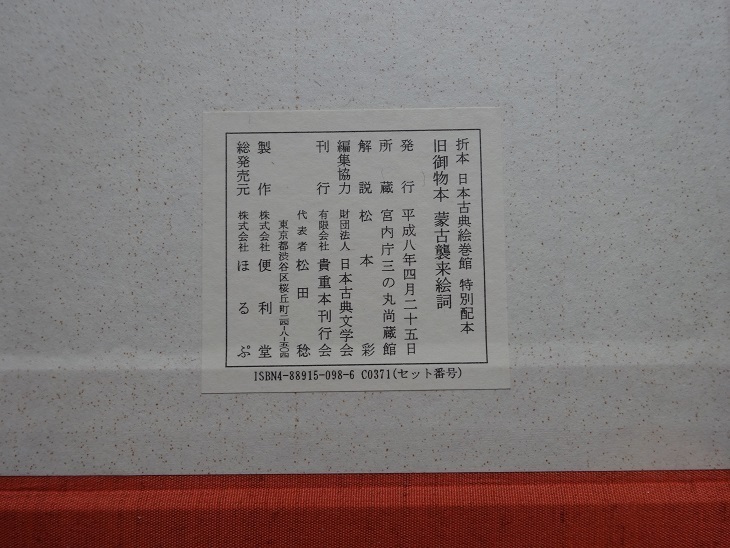 折本 日本古典絵巻館 特別配本
旧御物本 蒙古襲来絵詞
発行 平成八年四月二十五日
所蔵 宮内庁三の丸尚蔵館
解説 松本彩
編集協力 財団法人 日本古典文学会
刊行 有限会社 貴重本刊行会
代表者 松田稔
東京都渋谷区桜丘町二四-八-五〇四
製作 株式会社 便利堂
総発売元 株式会社 ほるぷ
ISBN4-88915-098-6 C0371(セット番号)